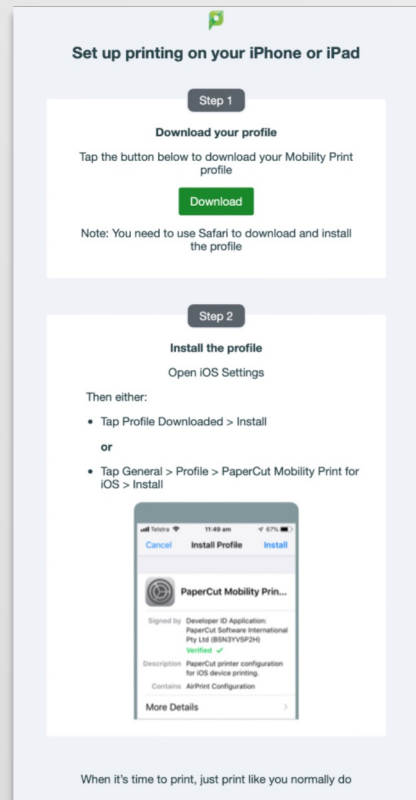 Set up printing on your iPhone or iPad
Step 1
Download your profile
Tap the button below to download your Mobility Print
profile
Download
Note: You need to use Safari to download and install
the profile
Step 2
Install the profile
Open iOS Settings
Then either:
• Tap Profile Downloaded > Install
or
• Tap General > Profile > PaperCut Mobility Print for
iOS > Install
Telstra 11:49 am 67%
Cancel Install Profile Install
PaperCut Mobility Prin...
Signed by Developer ID Application:
PaperCut Software International
Pty Ltd (B5N3YV5P2H)
Verified ✓
Description PaperCut printer configuration
for iOS device printing.
Contains AirPrint Configuration
More Details >
When it's time to print, just print like you normally do